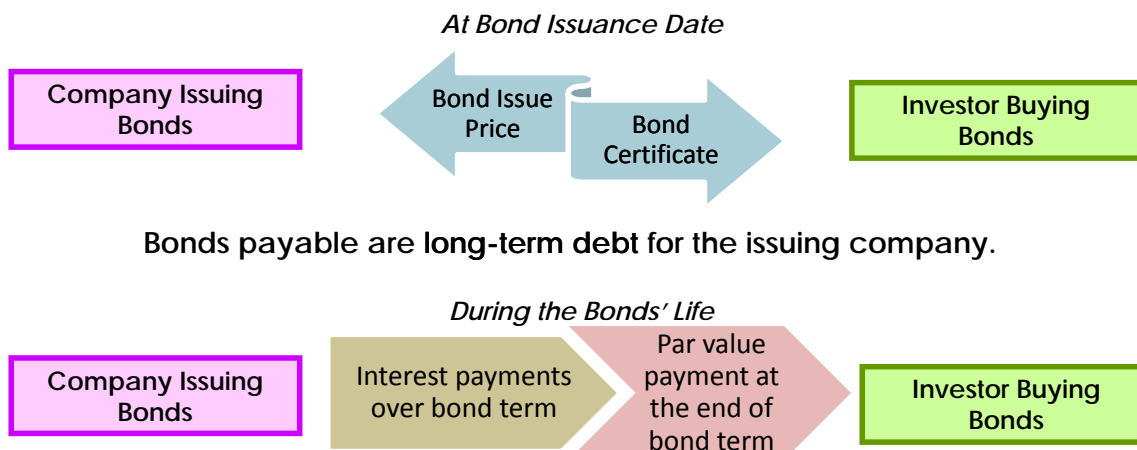 At Bond Issuance Date
Company Issuing
Bonds
Bond Issue
Price
Bond
Certificate
Investor Buying
Bonds
Bonds payable are long-term debt for the issuing company.
During the Bonds' Life
Company Issuing
Bonds
Interest payments
over bond term
Par value
payment at
the end of
bond term
Investor Buying
Bonds